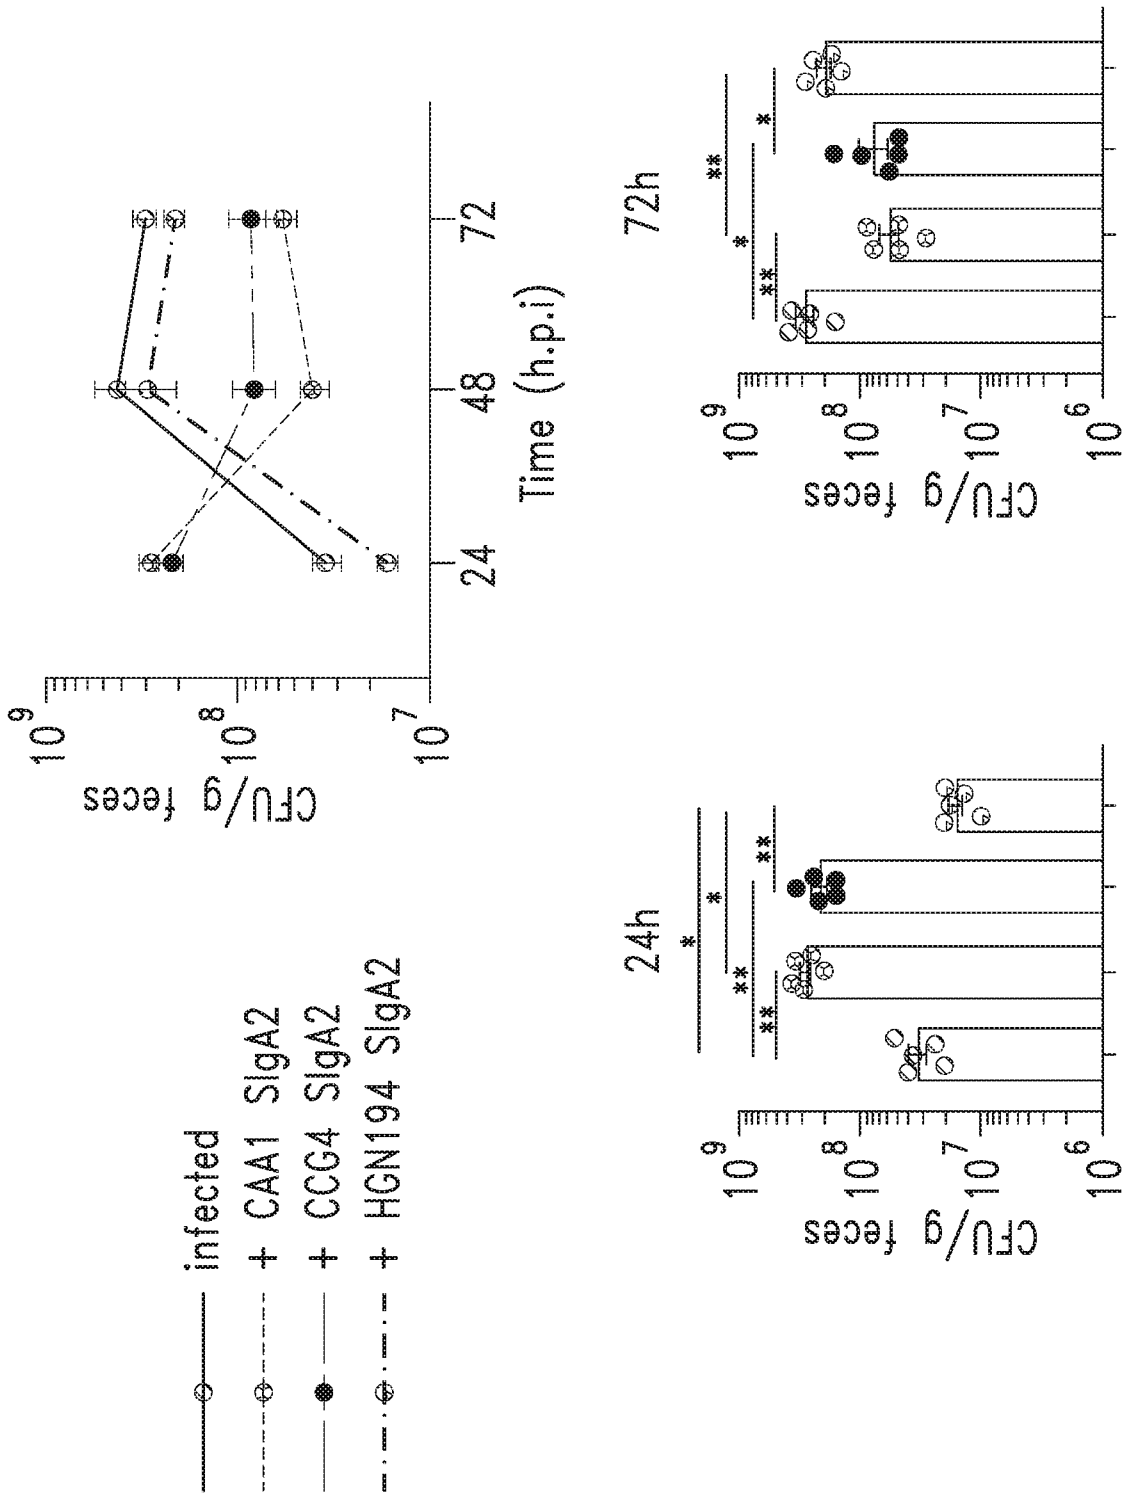 infected
+ CAA1 SIgA2
+ CCG4 SIgA2
+ HGN194 SIgA2
CFU/g feces
10^9
10^8
10^7
24
48
72
Time (h.p.i)
24h
CFU/g feces
10^9
10^8
10^7
10^6
*
*
**
**
**
72h
CFU/g feces
10^9
10^8
10^7
10^6
**
*
*
**